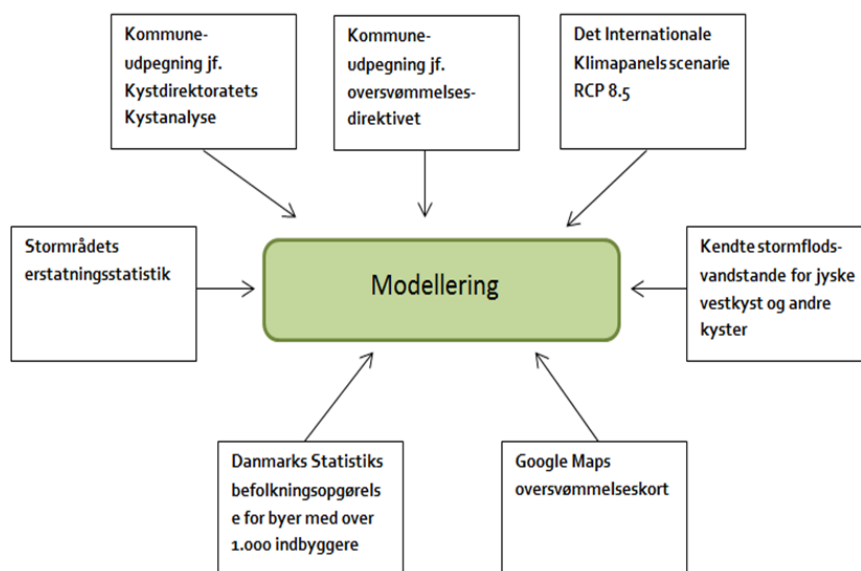 Kommune-
udpegning jf.
Kystdirektoratets
Kystanalyse
Kommune-
udpegning jf.
oversvømmelses-
direktivet
Det Internationale
Klimapanels scenarie
RCP 8.5
Stormrådets
erstatningsstatistik
Modellering
Kendte stormflods-
vandstande for jyske
vestkyst og andre
kyster
Danmarks Statistiks
befolkningsopgørels
e for byer med over
1.000 indbyggere
Google Maps
oversvømmelseskort